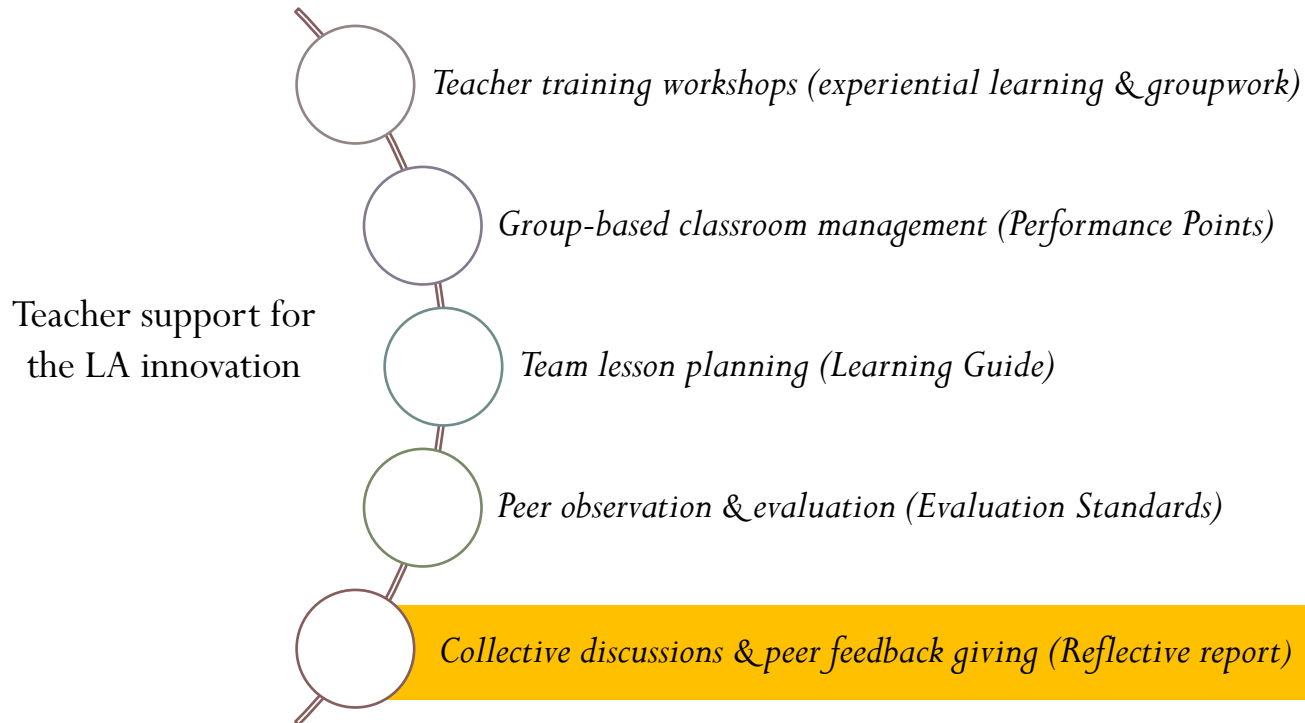 Teacher support for
the LA innovation
Teacher training workshops (experiential learning & groupwork)
Group-based classroom management (Performance Points)
Team lesson planning (Learning Guide)
Peer observation & evaluation (Evaluation Standards)
Collective discussions & peer feedback giving (Reflective report)